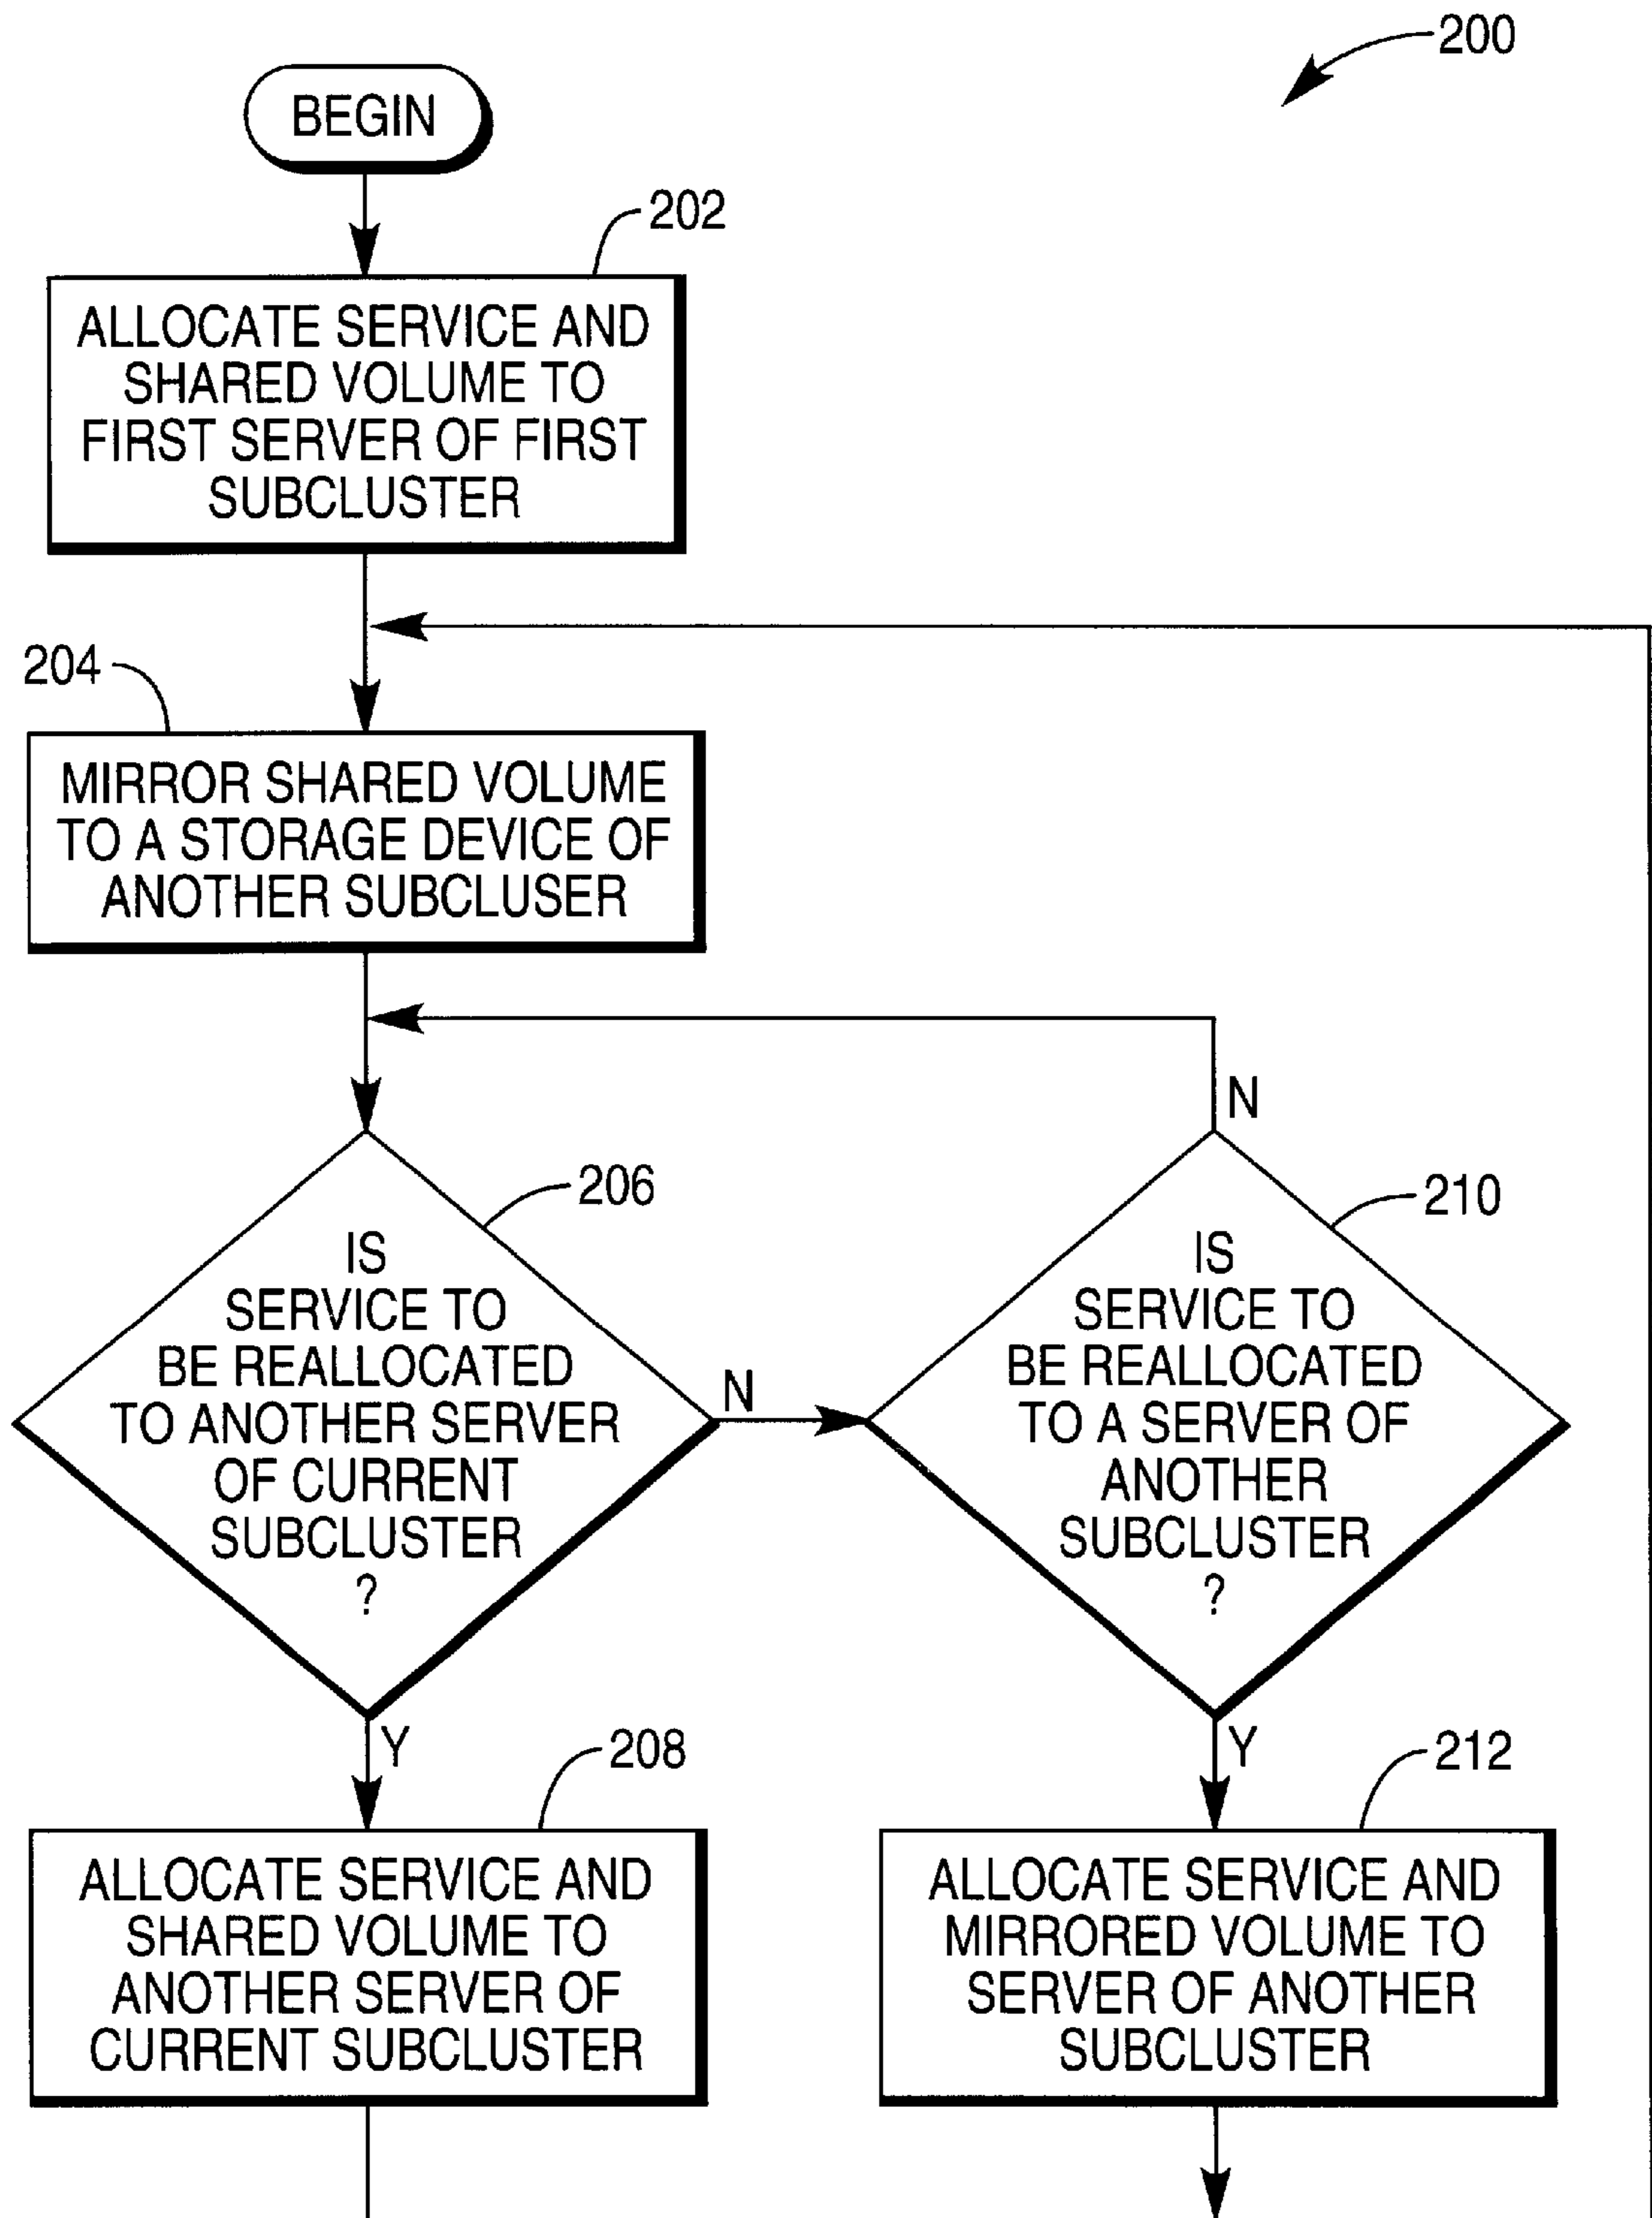 200
BEGIN
202
ALLOCATE SERVICE AND
SHARED VOLUME TO
FIRST SERVER OF FIRST
SUBCLUSTER
204
MIRROR SHARED VOLUME
TO A STORAGE DEVICE OF
ANOTHER SUBCLUSER
206
IS
SERVICE TO
BE REALLOCATED
TO ANOTHER SERVER
OF CURRENT
SUBCLUSTER
?
N
Y
210
IS
SERVICE TO
BE REALLOCATED
TO A SERVER OF
ANOTHER
SUBCLUSTER
?
N
Y
208
ALLOCATE SERVICE AND
SHARED VOLUME TO
ANOTHER SERVER OF
CURRENT SUBCLUSTER
212
ALLOCATE SERVICE AND
MIRRORED VOLUME TO
SERVER OF ANOTHER
SUBCLUSTER